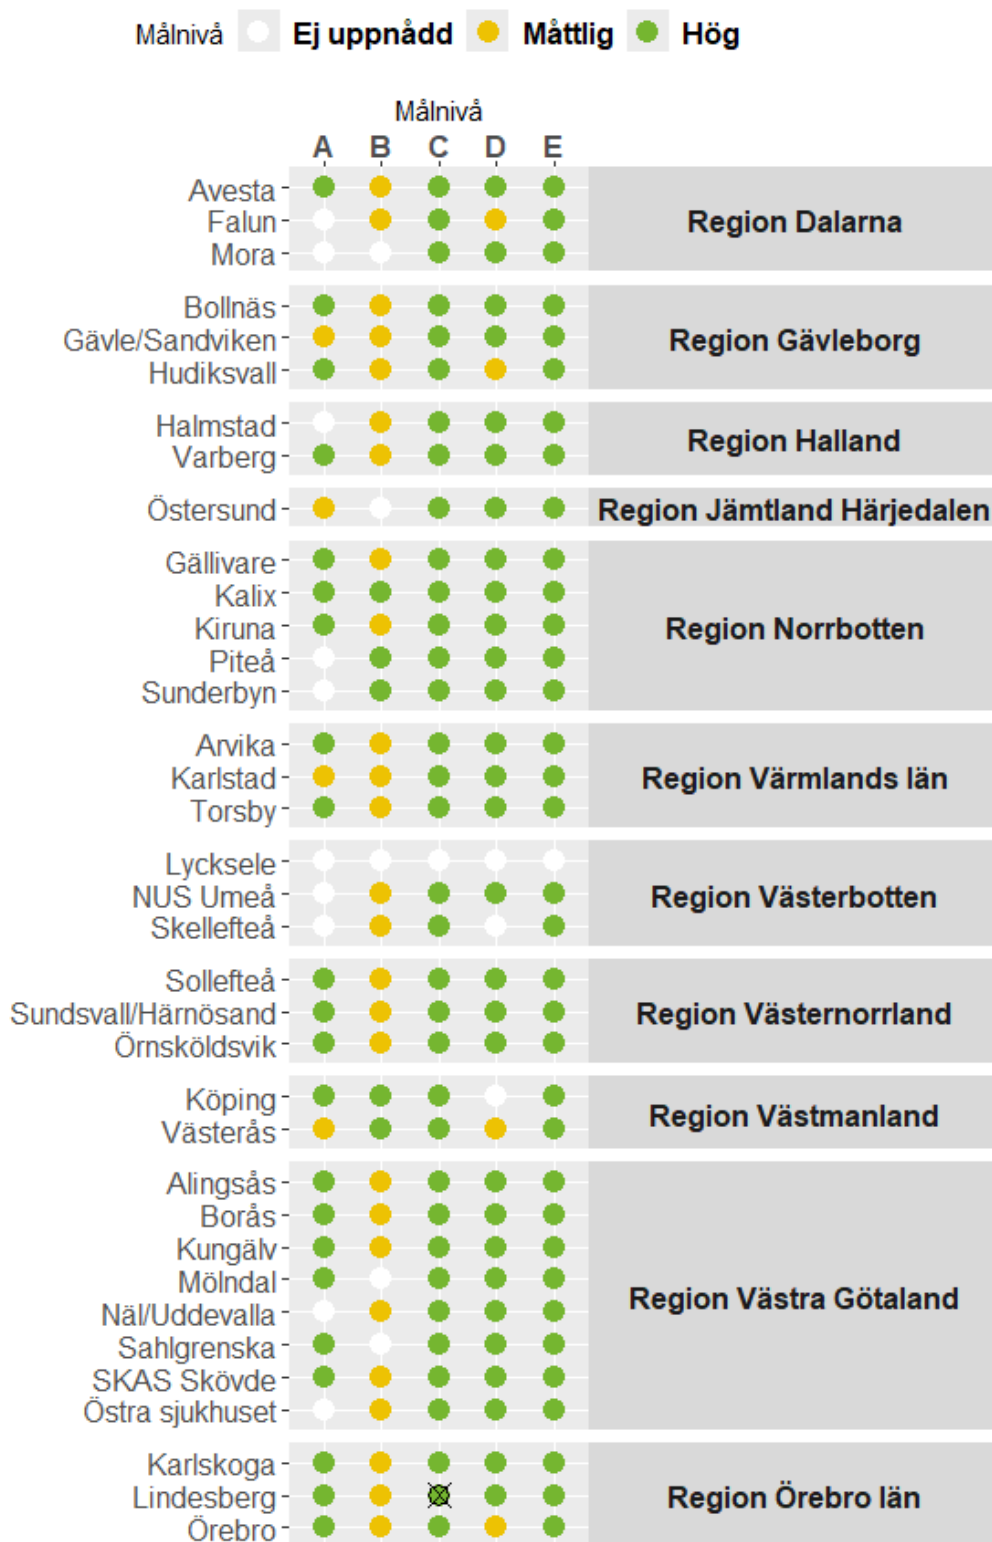 Målnivå Ej uppnådd Måttlig Hög
Målnivå
A B C D E
Avesta
Falun
Mora
Region Dalarna
Bollnäs
Gävle/Sandviken
Hudiksvall
Region Gävleborg
Halmstad
Varberg
Region Halland
Östersund
Region Jämtland Härjedalen
Gällivare
Kalix
Kiruna
Piteå
Sunderbyn
Region Norrbotten
Arvika
Karlstad
Torsby
Region Värmlands län
Lycksele
NUS Umeå
Skellefteå
Region Västerbotten
Sollefteå
Sundsvall/Härnösand
Örnsköldsvik
Region Västernorrland
Köping
Västerås
Region Västmanland
Alingsås
Borås
Kungälv
Mölndal
Näl/Uddevalla
Sahlgrenska
SKAS Skövde
Östra sjukhuset
Region Västra Götaland
Karlskoga
Lindesberg
Örebro
Region Örebro län